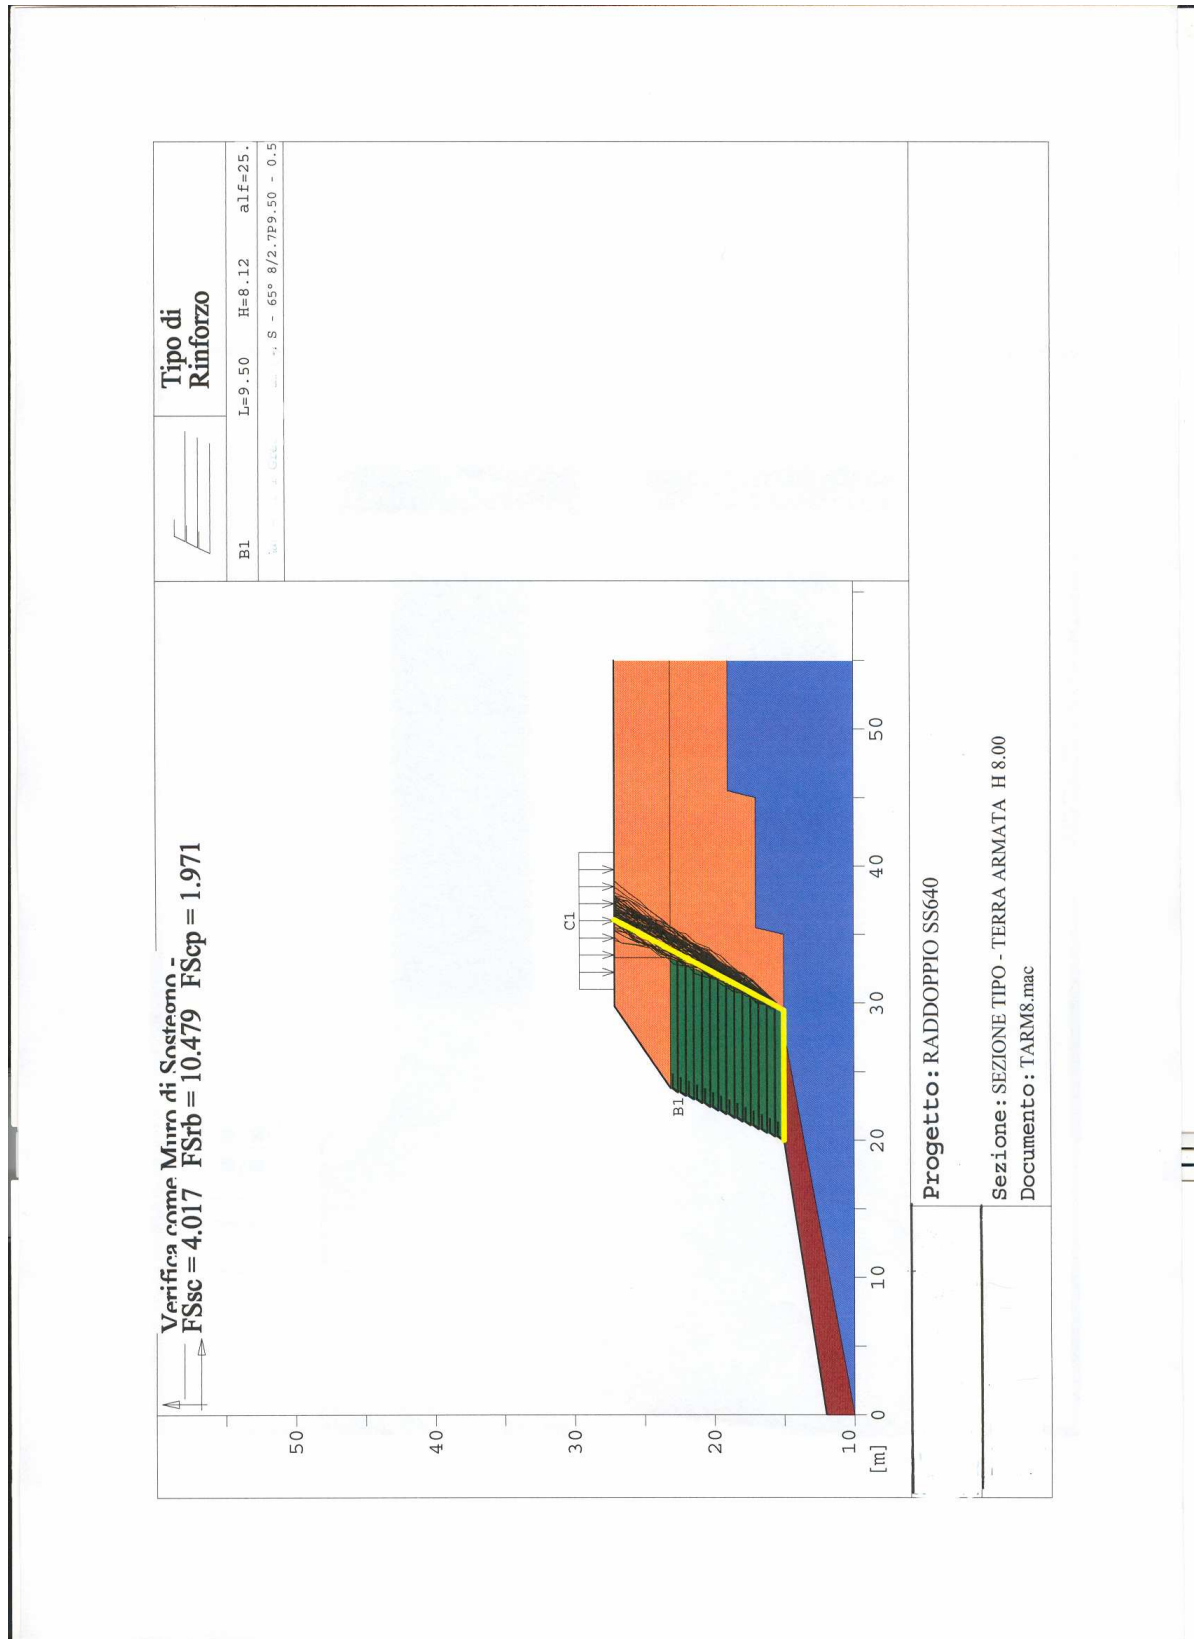 Verifica come Muro di Sostegno -
FSsc = 4.017 FSrb = 10.479 FScp = 1.971
Tipo di
Rinforzo
B1 L=9.50 H=8.12 alf=25.
S - 65° 8/2.7P9.50 - 0.5
C1
B1
50
40
30
20
10
[m]
0 10 20 30 40 50
Progetto: RADDOPPIO SS640
Sezione: SEZIONE TIPO - TERRA ARMATA H 8.00
Documento: TARM8.mac